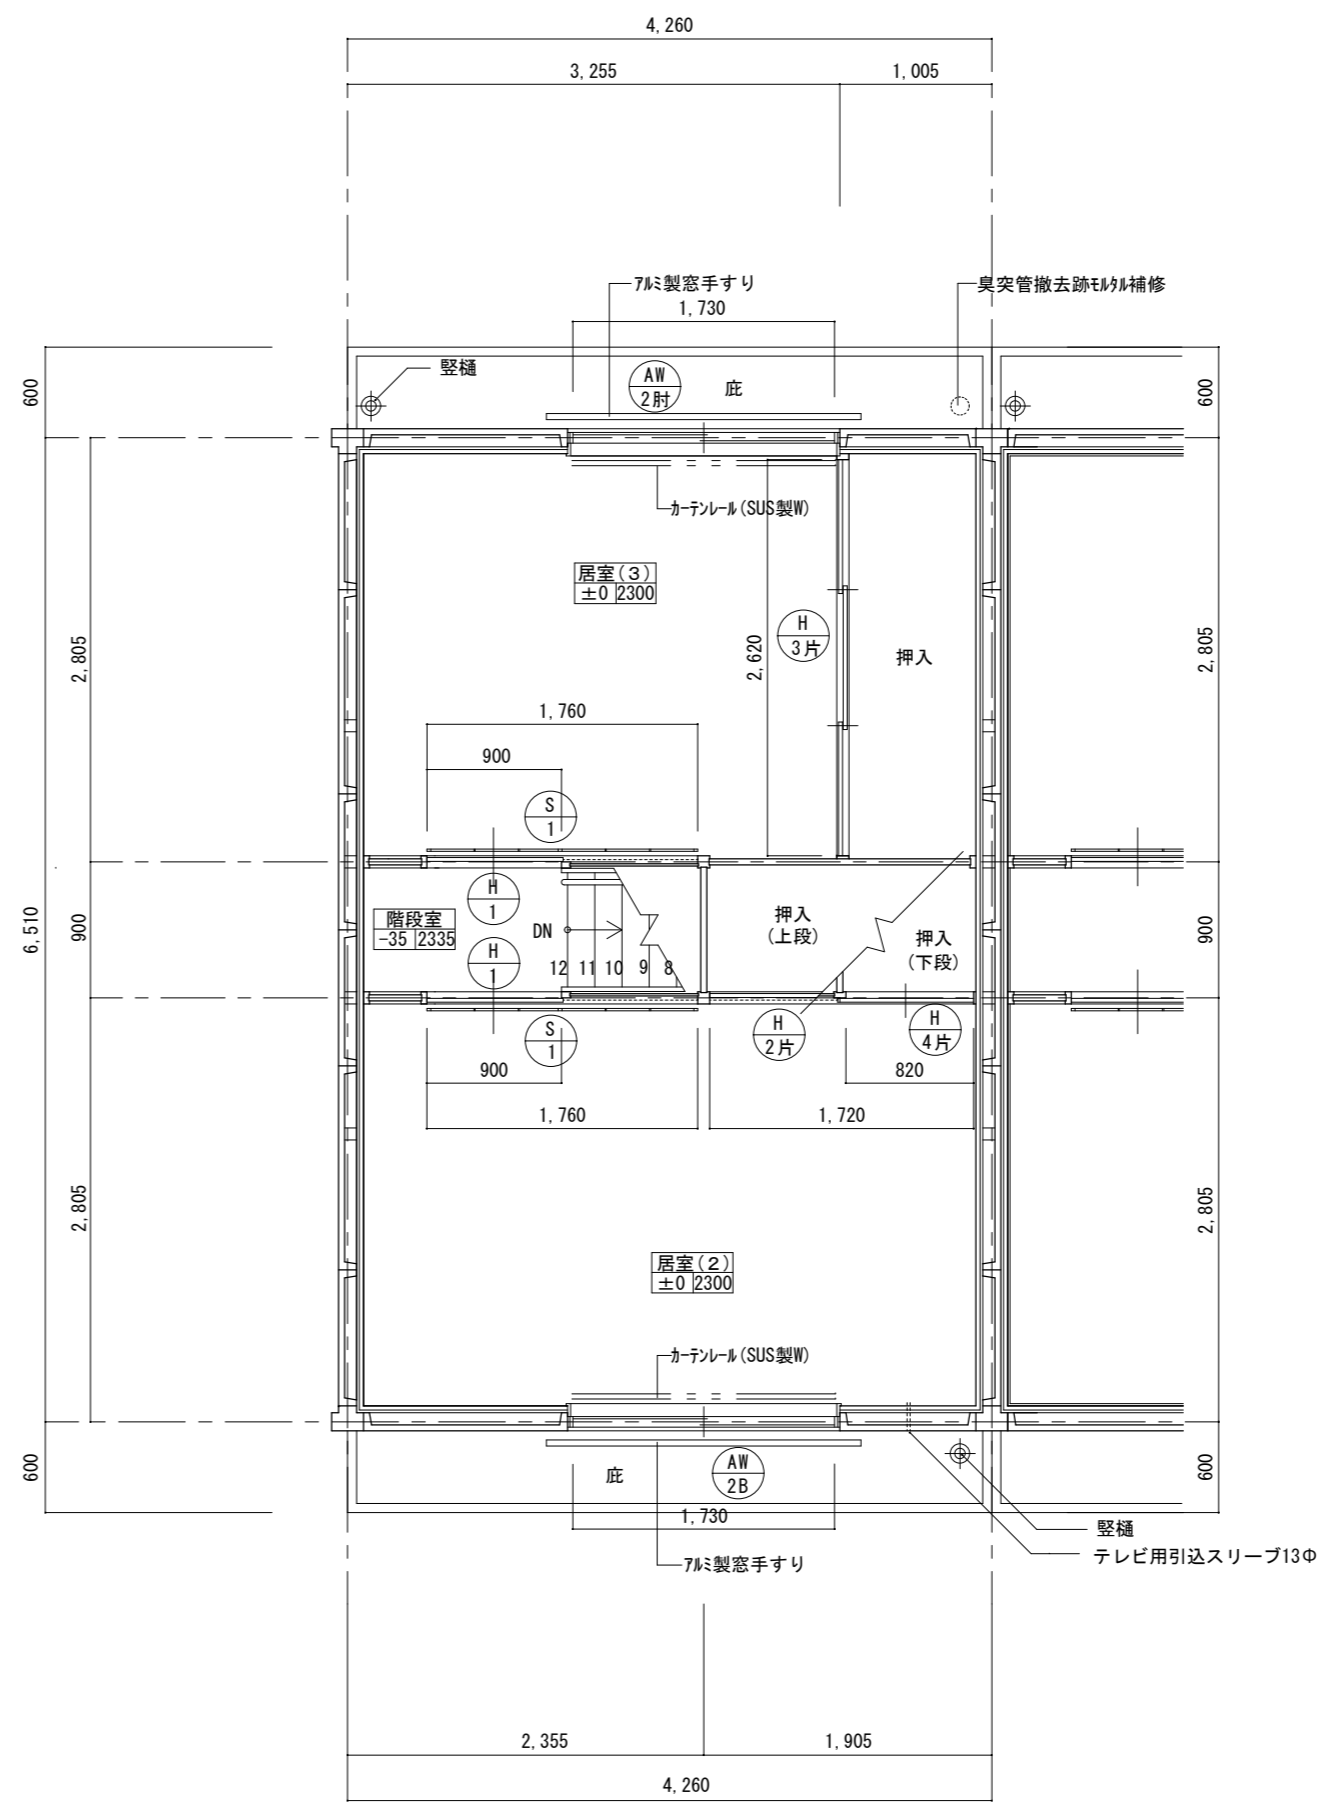 4,260
3,255
1,005
ｱﾙﾐ製窓手すり
臭突管撤去跡ﾓﾙﾀﾙ補修
1,730
竪樋
AW
2肘
庇
600
600
ｶｰﾃﾝﾚｰﾙ(SUS製W)
居室(３)
±0 2300
H
3片
2,620
押入
2,805
2,805
1,760
900
S
1
H
1
階段室
-35 2335
DN
12 11 10 9 8
H
1
押入
(上段)
押入
(下段)
6,510
900
900
S
1
H
2片
H
4片
900
820
1,760
1,720
2,805
2,805
居室(２)
±0 2300
ｶｰﾃﾝﾚｰﾙ(SUS製W)
600
600
庇
AW
2B
1,730
竪樋
テレビ用引込スリーブ13Φ
ｱﾙﾐ製窓手すり
2,355
1,905
4,260